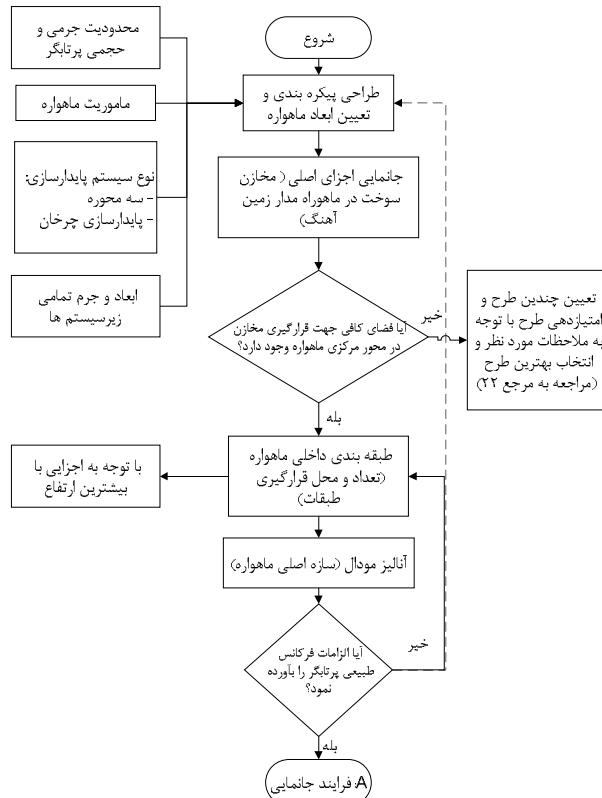 شروع
محدودیت جرمی و
حجمی پرتابگر
ماموریت ماهواره
نوع سیستم پایدارسازی:
- سه محوره
- پایدارسازی چرخان
ابعاد و جرم تمامی
زیرسیستم ها
طراحی پیکره بندی و
تعیین ابعاد ماهواره
جانمایی اجزای اصلی ( مخازن
سوخت در ماهوراه مدار زمین
آهنگ)
آیا فضای کافی جهت قرارگیری مخازن
در محور مرکزی ماهواره وجود دارد؟
خیر
تعیین چندین طرح و
امتیازدهی طرح با توجه
به ملاحظات مورد نظر و
انتخاب بهترین طرح
(مراجعه به مرجع ۲۲)
بله
طبقه بندی داخلی ماهواره
(تعداد و محل قرارگیری
طبقات)
با توجه به اجزایی با
بیشترین ارتفاع
آنالیز مودال (سازه اصلی ماهواره)
آیا الزامات فرکانس
طبیعی پرتابگر را بآورده
نمود؟
خیر
بله
A: فرایند جانمایی